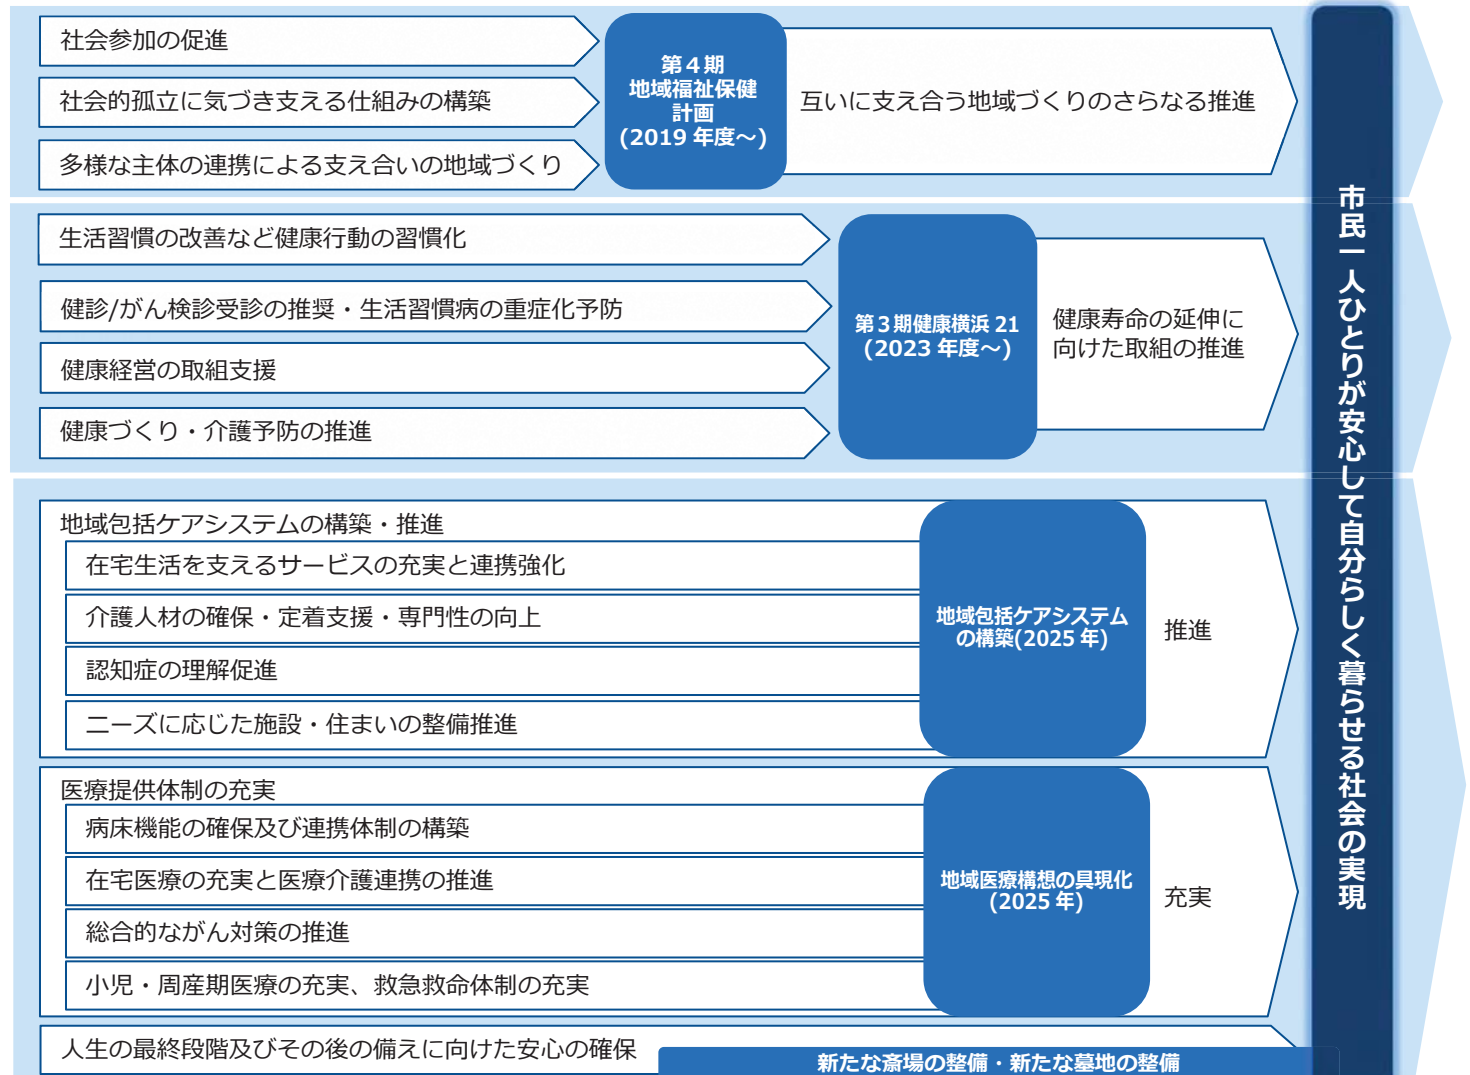 社会参加の促進
社会的孤立に気づき支える仕組みの構築
多様な主体の連携による支え合いの地域づくり
第４期
地域福祉保健
計画
(2019 年度～)
互いに支え合う地域づくりのさらなる推進
生活習慣の改善など健康行動の習慣化
健診/がん検診受診の推奨・生活習慣病の重症化予防
健康経営の取組支援
健康づくり・介護予防の推進
第３期健康横浜 21
(2023 年度～)
健康寿命の延伸に
向けた取組の推進
地域包括ケアシステムの構築・推進
在宅生活を支えるサービスの充実と連携強化
介護人材の確保・定着支援・専門性の向上
認知症の理解促進
ニーズに応じた施設・住まいの整備推進
地域包括ケアシステム
の構築(2025 年)
推進
医療提供体制の充実
病床機能の確保及び連携体制の構築
在宅医療の充実と医療介護連携の推進
総合的ながん対策の推進
小児・周産期医療の充実、救急救命体制の充実
地域医療構想の具現化
(2025 年)
充実
人生の最終段階及びその後の備えに向けた安心の確保
新たな斎場の整備・新たな墓地の整備
市民一人ひとりが安心して自分らしく暮らせる社会の実現